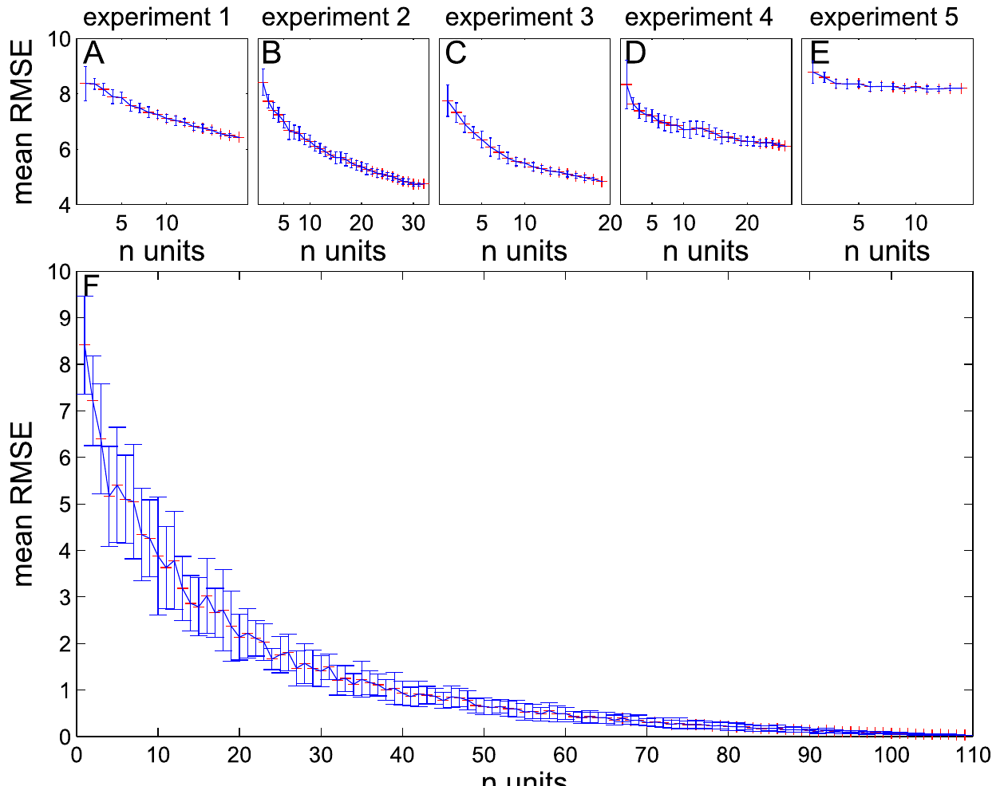 experiment 1 experiment 2 experiment 3 experiment 4 experiment 5
A B C D E
mean RMSE
10
8
6
4
5 10 5 10 20 30 5 10 20 5 10 20 5 10
n units n units n units n units n units
F
mean RMSE
10
9
8
7
6
5
4
3
2
1
0
0 10 20 30 40 50 60 70 80 90 100 110
n units